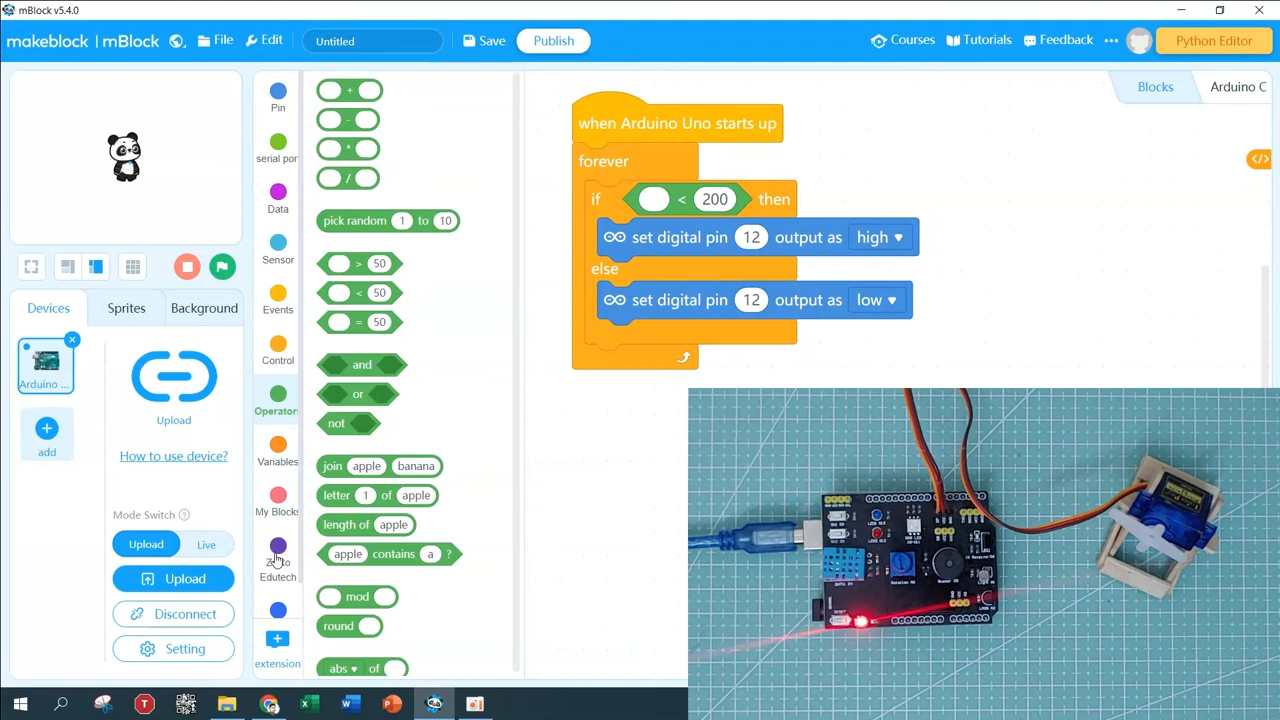 mBlock v5.4.0
makeblock | mBlock
File
Edit
Untitled
Save
Publish
Courses
Tutorials
Feedback
Python Editor
Devices
Sprites
Background
Arduino ...
add
Upload
How to use device?
Mode Switch
Upload
Live
Upload
Disconnect
Setting
Pin
serial por
Data
Sensor
Events
Control
Operators
Variables
My Blocks
Edutech
extension
+
-
*
/
pick random 1 to 10
> 50
< 50
= 50
and
or
not
join apple banana
letter 1 of apple
length of apple
apple contains a ?
mod
round
abs of
Blocks
Arduino C
</>
when Arduino Uno starts up
forever
if < 200 then
set digital pin 12 output as high
else
set digital pin 12 output as low
RESET